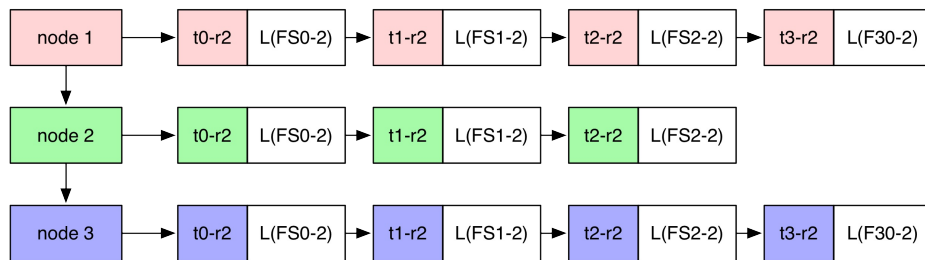 node 1 t0-r2 L(FS0-2) t1-r2 L(FS1-2) t2-r2 L(FS2-2) t3-r2 L(F30-2)
node 2 t0-r2 L(FS0-2) t1-r2 L(FS1-2) t2-r2 L(FS2-2)
node 3 t0-r2 L(FS0-2) t1-r2 L(FS1-2) t2-r2 L(FS2-2) t3-r2 L(F30-2)